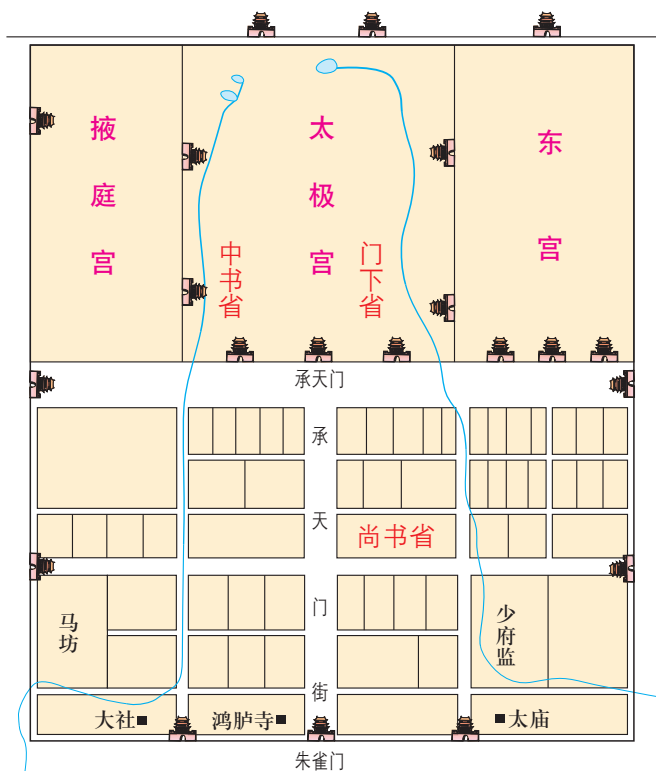 掖庭宫
太极宫
东宫
中书省
门下省
承天门
承天门街
尚书省
马坊
少府监
大社
鸿胪寺
太庙
朱雀门